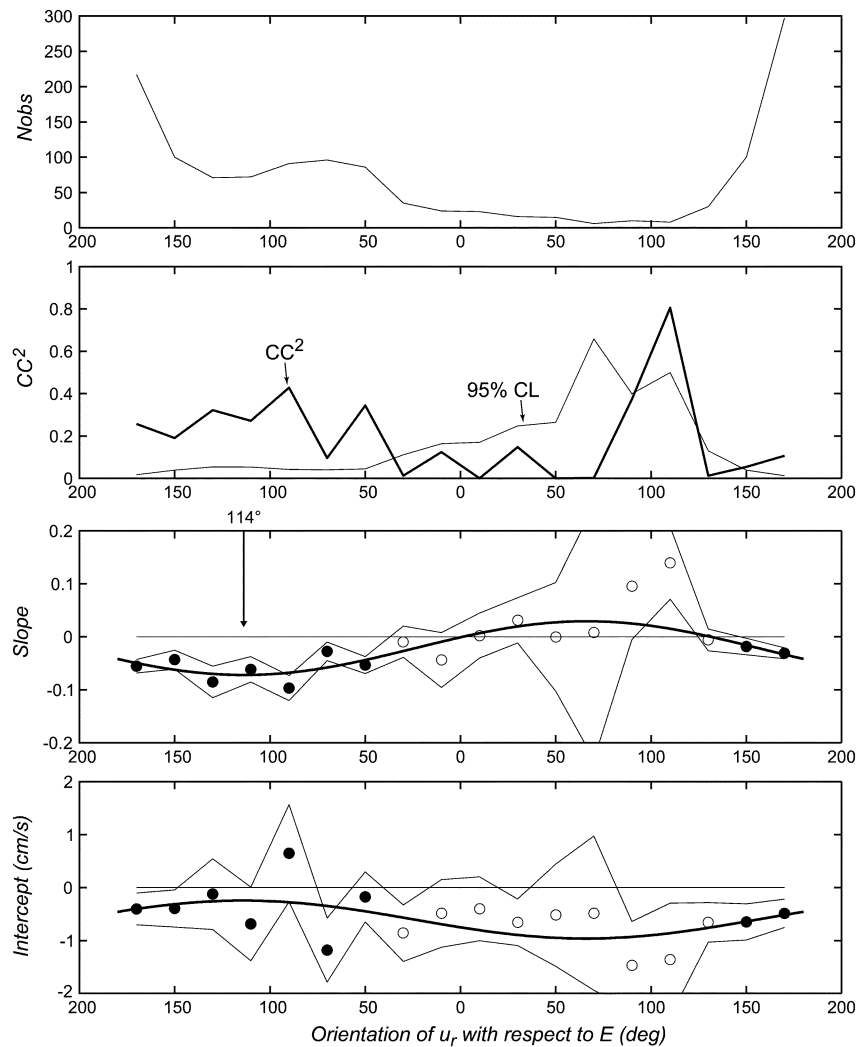 300
250
200
150
100
50
0
Nobs
200 150 100 50 0 50 100 150 200
1
0.8
0.6
0.4
0.2
0
CC²
CC²
95% CL
200 150 100 50 0 50 100 150 200
114°
0.2
0.1
0
-0.1
-0.2
Slope
200 150 100 50 0 50 100 150 200
2
1
0
-1
-2
Intercept (cm/s)
200 150 100 50 0 50 100 150 200
Orientation of uᵣ with respect to E (deg)